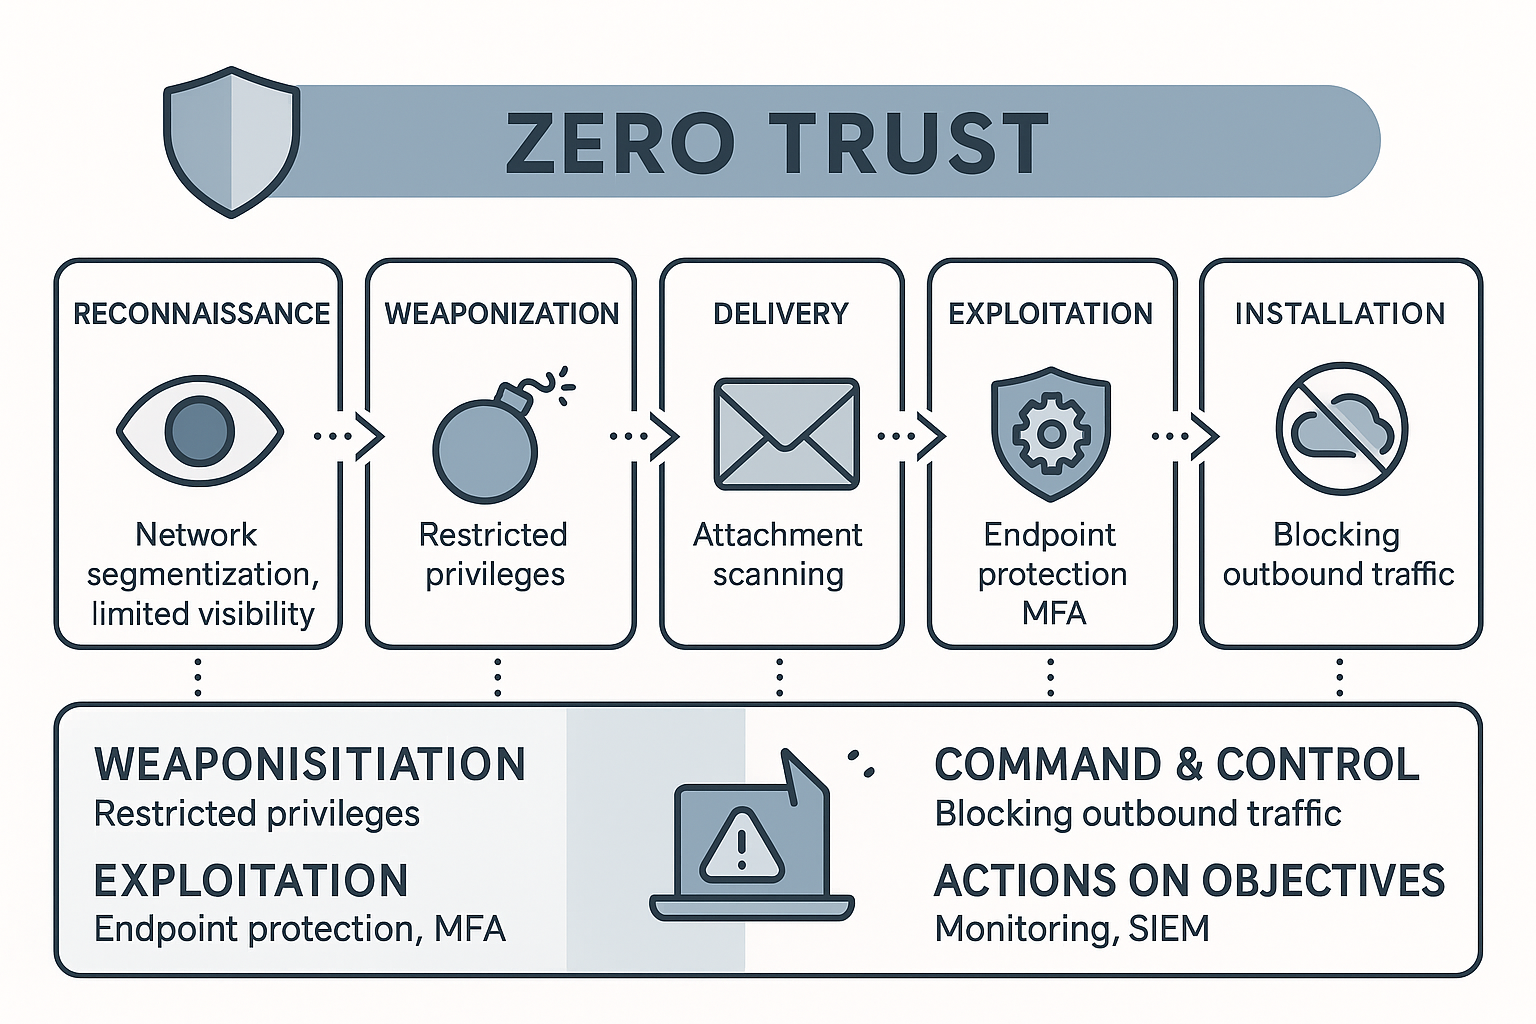 ZERO TRUST
RECONNAISSANCE
Network
segmentization,
limited visibility
WEAPONIZATION
Restricted
privileges
DELIVERY
Attachment
scanning
EXPLOITATION
Endpoint
protection
MFA
INSTALLATION
Blocking
outbound traffic
WEAPONISITIATION
Restricted privileges
EXPLOITATION
Endpoint protection, MFA
COMMAND & CONTROL
Blocking outbound traffic
ACTIONS ON OBJECTIVES
Monitoring, SIEM